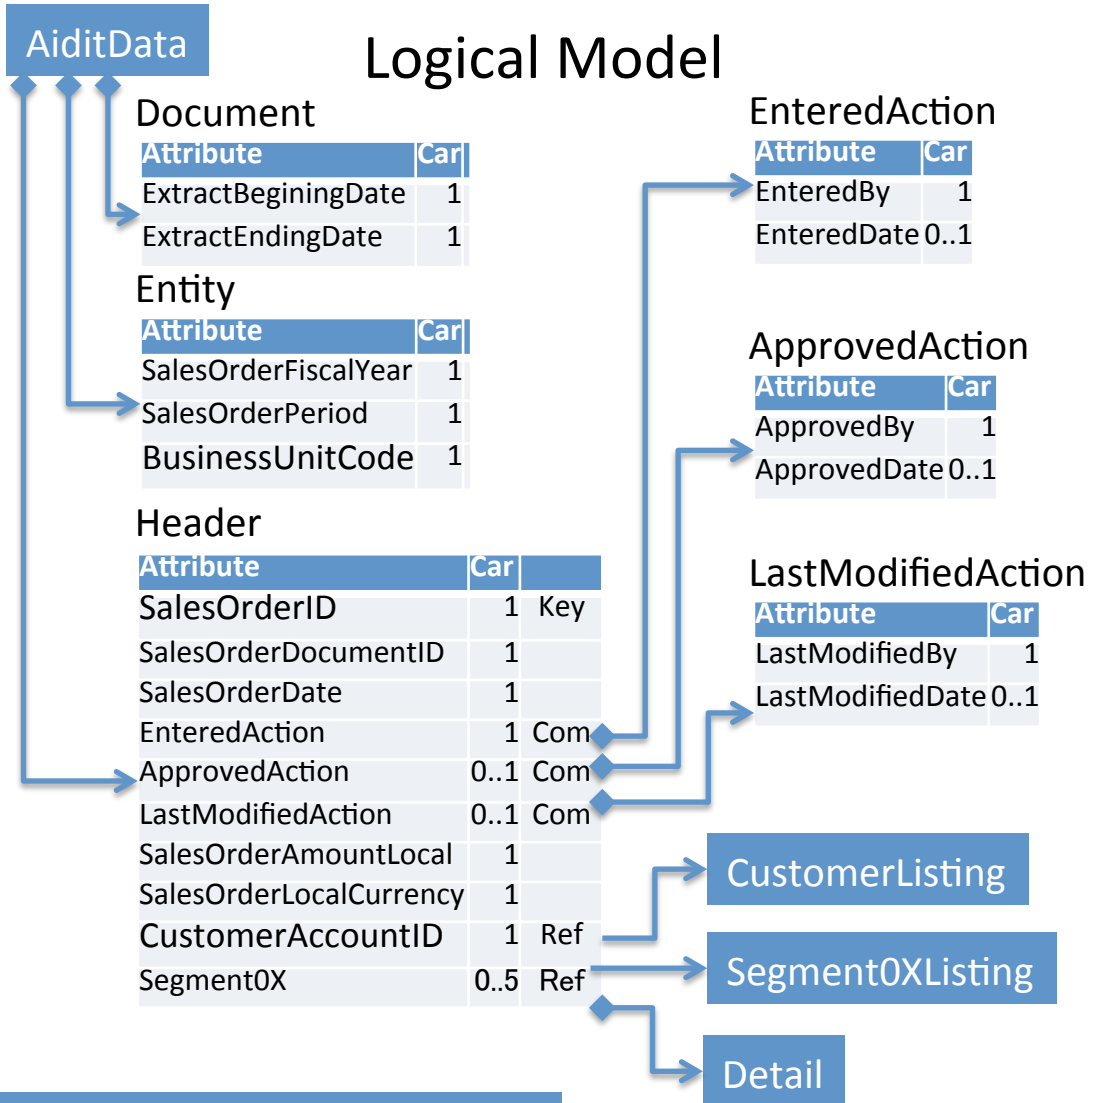 AiditData
Logical Model
Document
Attribute Car
ExtractBeginingDate 1
ExtractEndingDate 1
Entity
Attribute Car
SalesOrderFiscalYear 1
SalesOrderPeriod 1
BusinessUnitCode 1
Header
Attribute Car
SalesOrderID 1 Key
SalesOrderDocumentID 1
SalesOrderDate 1
EnteredAction 1 Com
ApprovedAction 0..1 Com
LastModifiedAction 0..1 Com
SalesOrderAmountLocal 1
SalesOrderLocalCurrency 1
CustomerAccountID 1 Ref
Segment0X 0..5 Ref
EnteredAction
Attribute Car
EnteredBy 1
EnteredDate 0..1
ApprovedAction
Attribute Car
ApprovedBy 1
ApprovedDate 0..1
LastModifiedAction
Attribute Car
LastModifiedBy 1
LastModifiedDate 0..1
CustomerListing
Segment0XListing
Detail